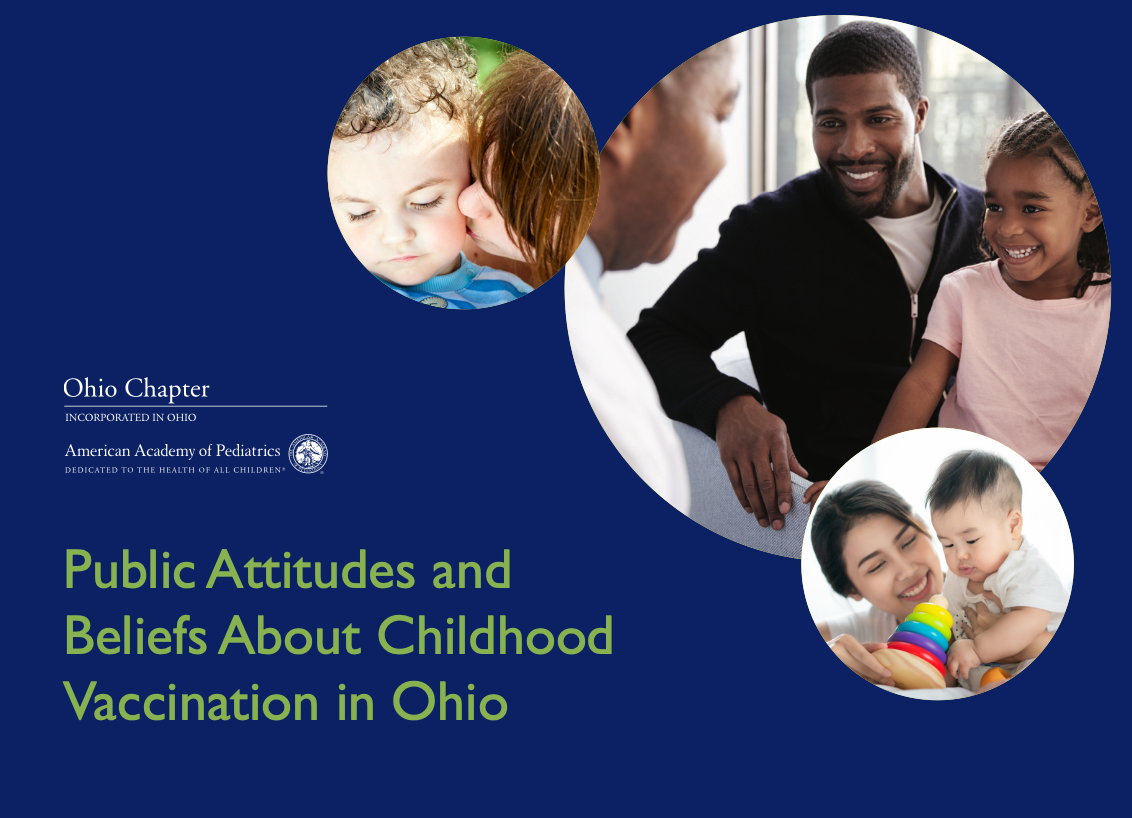 Ohio Chapter
INCORPORATED IN OHIO
American Academy of Pediatrics
DEDICATED TO THE HEALTH OF ALL CHILDREN®
Public Attitudes and
Beliefs About Childhood
Vaccination in Ohio